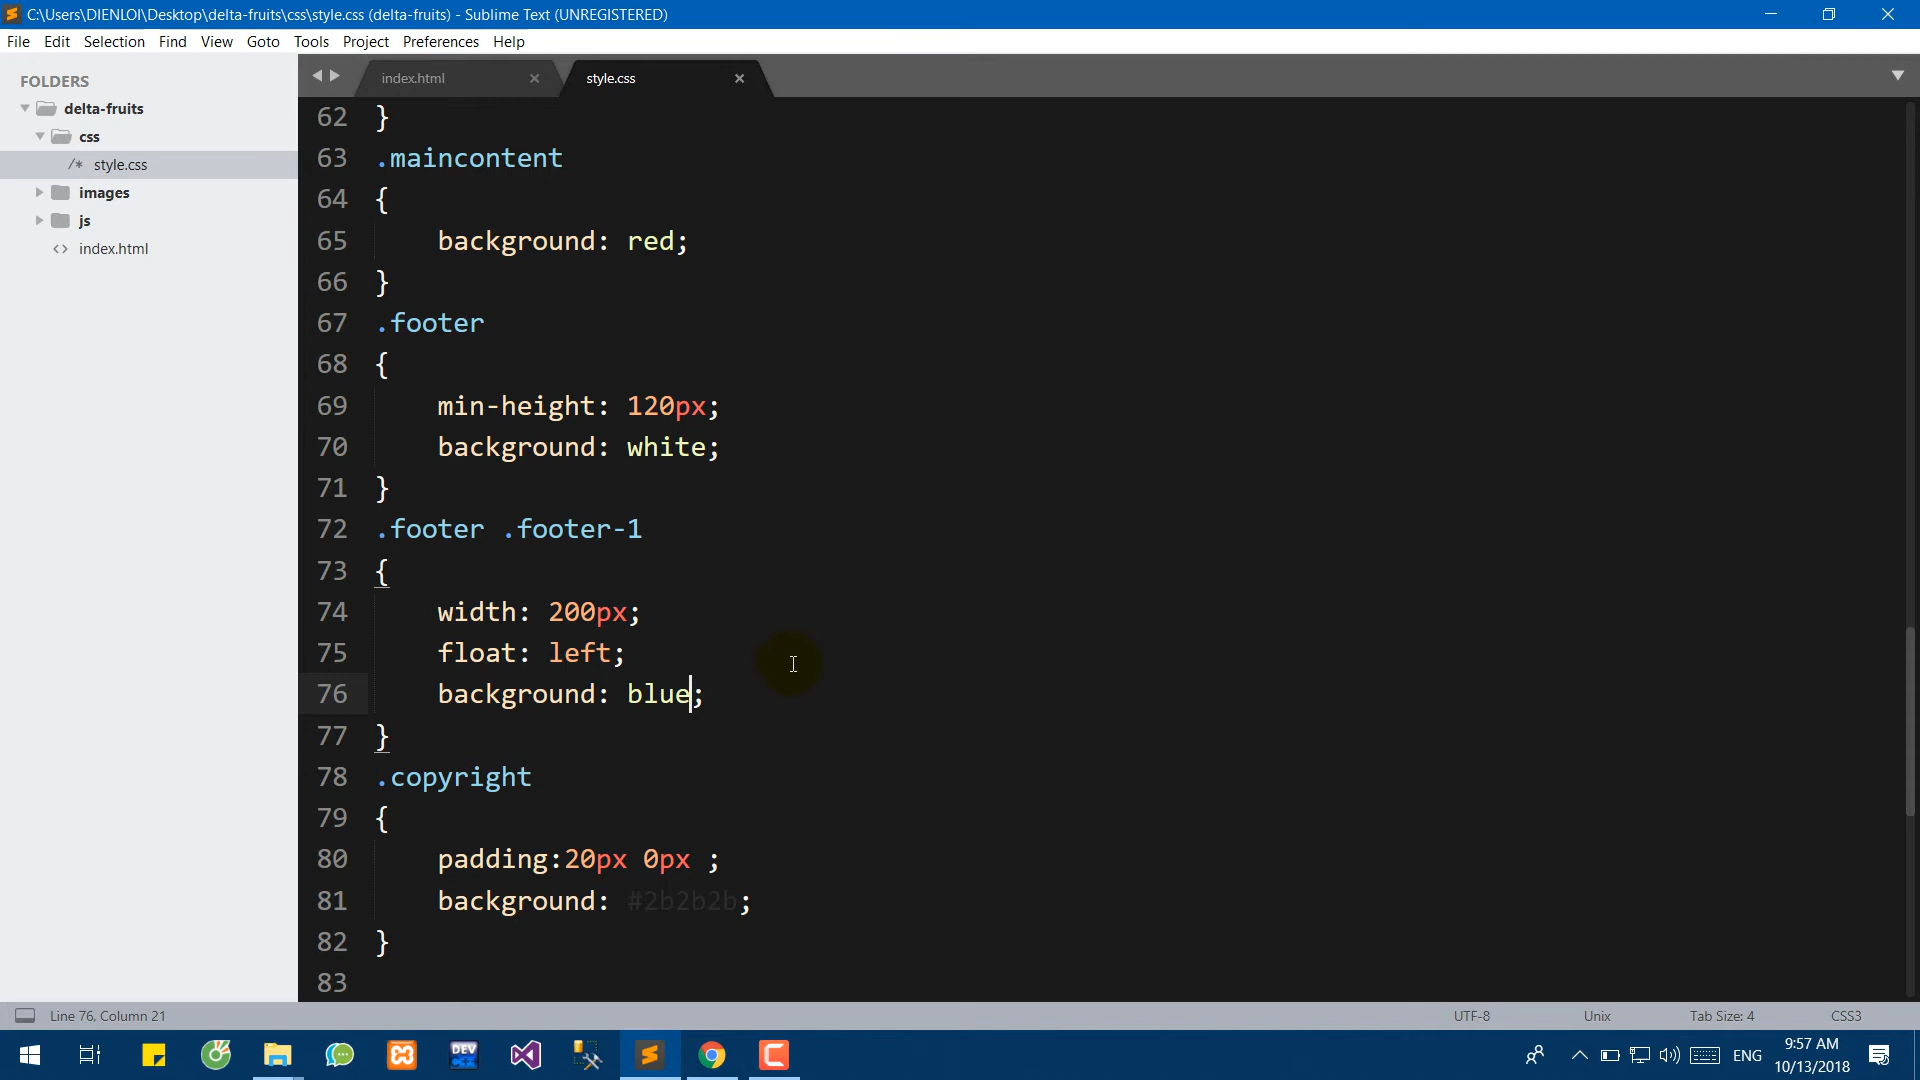 C:\Users\DIENLOI\Desktop\delta-fruits\css\style.css (delta-fruits) - Sublime Text (UNREGISTERED)
File Edit Selection Find View Goto Tools Project Preferences Help
FOLDERS
delta-fruits
css
/* style.css
images
js
<> index.html
index.html
style.css
62 }
63 .maincontent
64 {
65 background: red;
66 }
67 .footer
68 {
69 min-height: 120px;
70 background: white;
71 }
72 .footer .footer-1
73 {
74 width: 200px;
75 float: left;
76 background: blue;
77 }
78 .copyright
79 {
80 padding:20px 0px ;
81 background: #2b2b2b;
82 }
83
Line 76, Column 21
UTF-8
Unix
Tab Size: 4
CSS3
DEV
C++
ENG
9:57 AM
10/13/2018